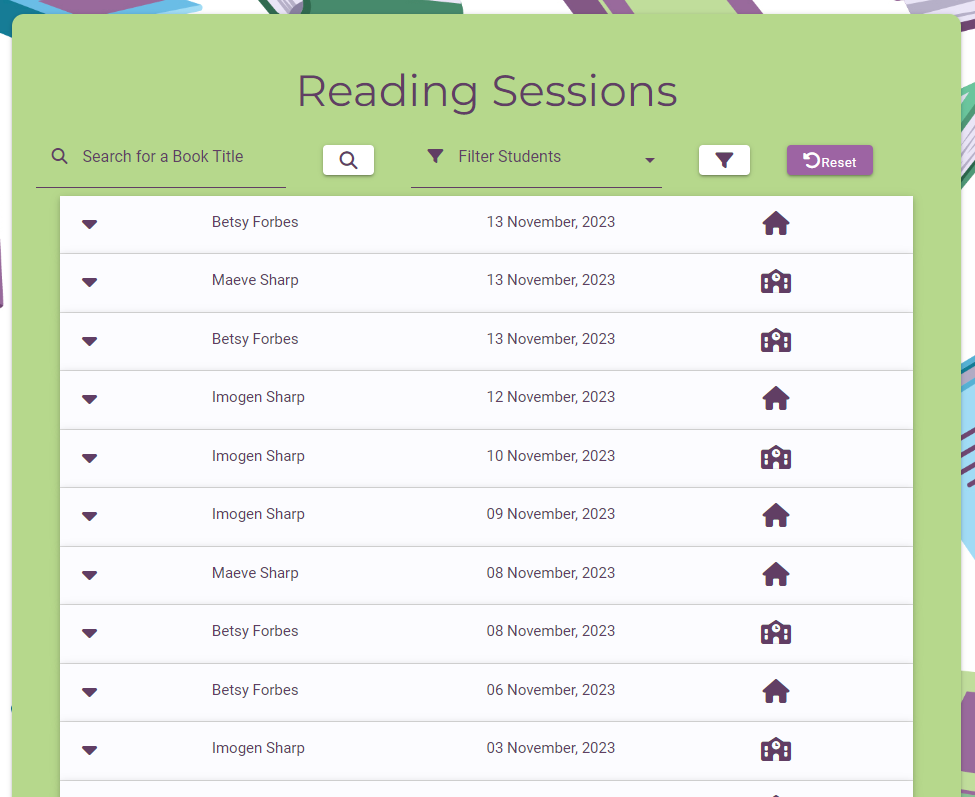 Reading Sessions
Search for a Book Title Filter Students Reset
Betsy Forbes 13 November, 2023
Maeve Sharp 13 November, 2023
Betsy Forbes 13 November, 2023
Imogen Sharp 12 November, 2023
Imogen Sharp 10 November, 2023
Imogen Sharp 09 November, 2023
Maeve Sharp 08 November, 2023
Betsy Forbes 08 November, 2023
Betsy Forbes 06 November, 2023
Imogen Sharp 03 November, 2023